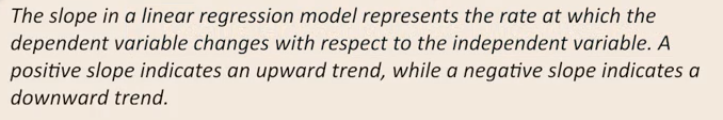 The slope in a linear regression model represents the rate at which the
dependent variable changes with respect to the independent variable. A
positive slope indicates an upward trend, while a negative slope indicates a
downward trend.